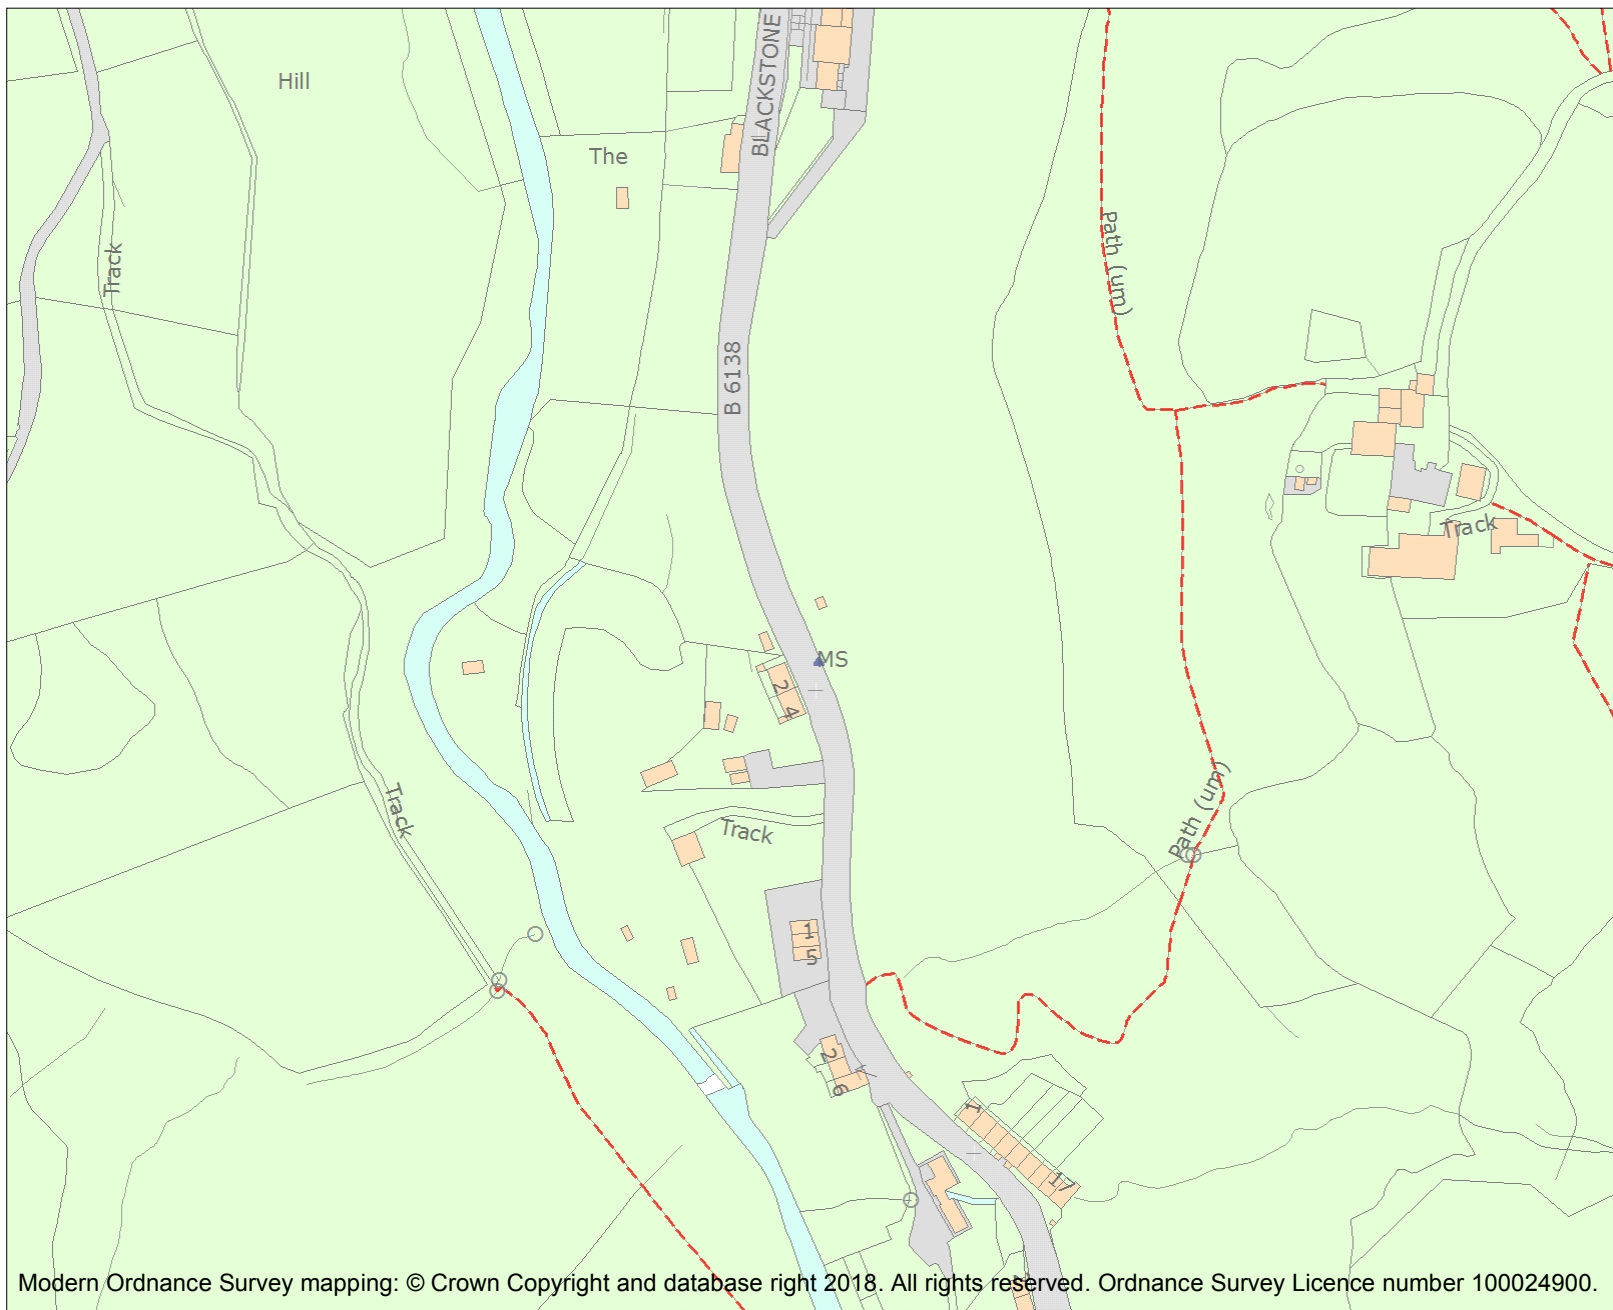 BLACKSTONE
Hill
The
Track
Path (um)
B 6138
Track
MS
2
4
Path (um)
Track
Track
1
5
2
6
1
17
Modern Ordnance Survey mapping: © Crown Copyright and database right 2018. All rights reserved. Ordnance Survey Licence number 100024900.